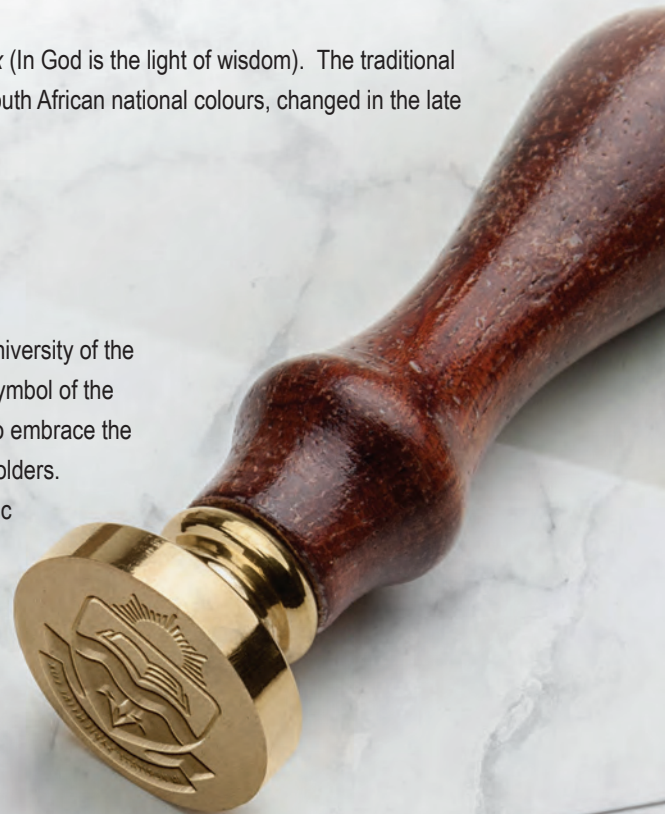 (In God is the light of wisdom). The traditional
outh African national colours, changed in the late
niversity of the
ymbol of the
o embrace the
olders.
c